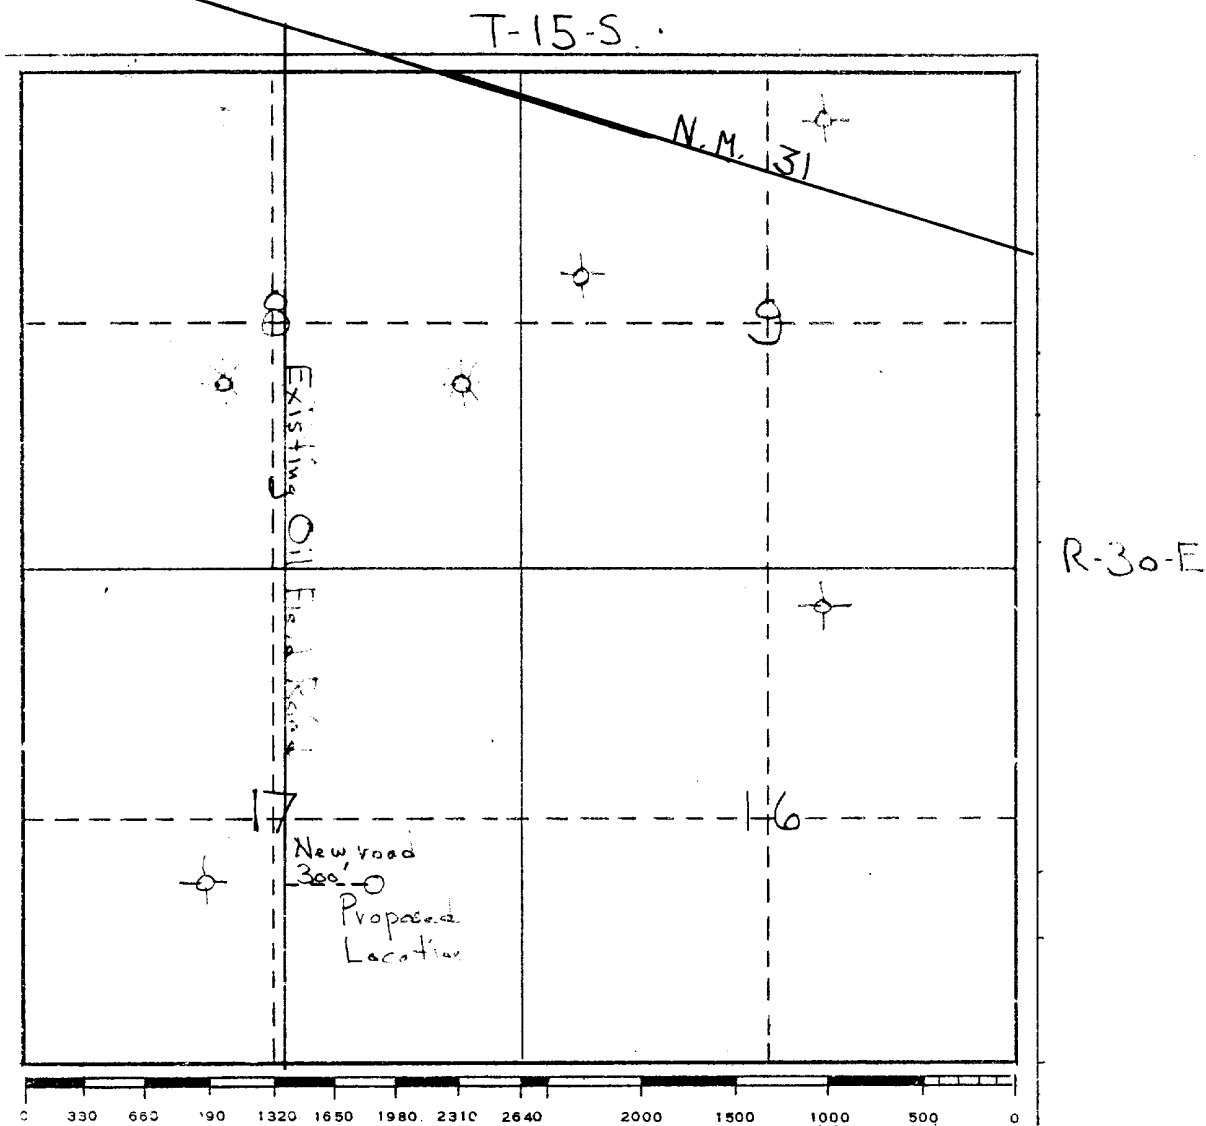 T-15-S.
N.M. 31
8
9
Existing Oil Field Road
R-30-E
17
16
New road
300'
Proposed
Location
0 330 660 790 1320 1650 1980. 2310 2640 2000 1500 1000 500 0